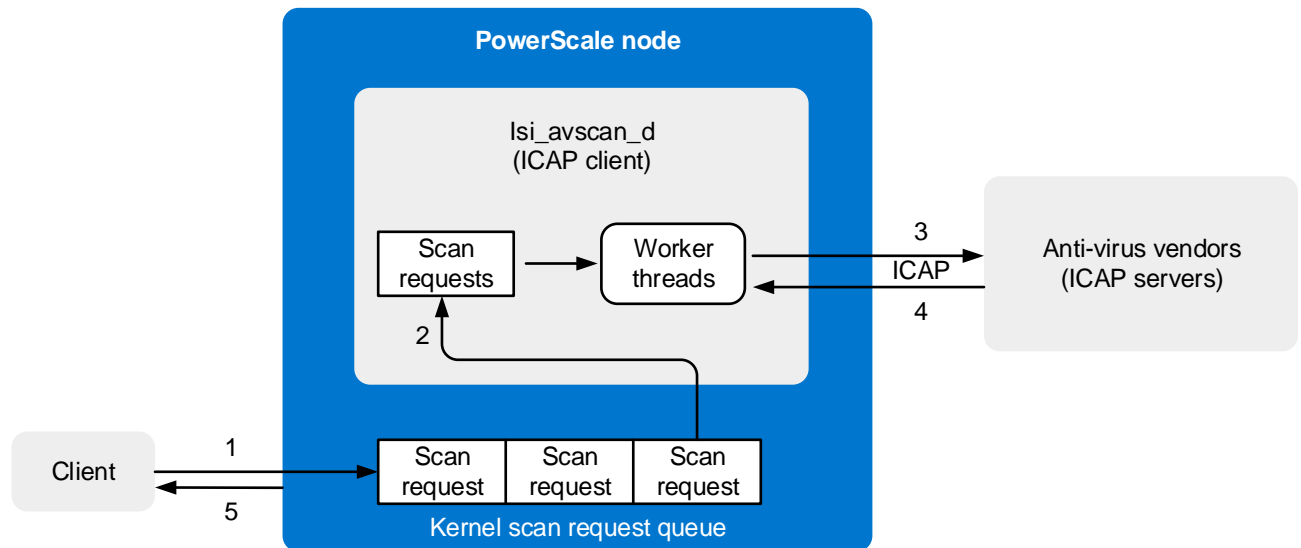 PowerScale node
Isi_avscan_d
(ICAP client)
Scan
requests
Worker
threads
3
ICAP
4
Anti-virus vendors
(ICAP servers)
2
Client
1
5
Scan
request
Scan
request
Scan
request
Kernel scan request queue